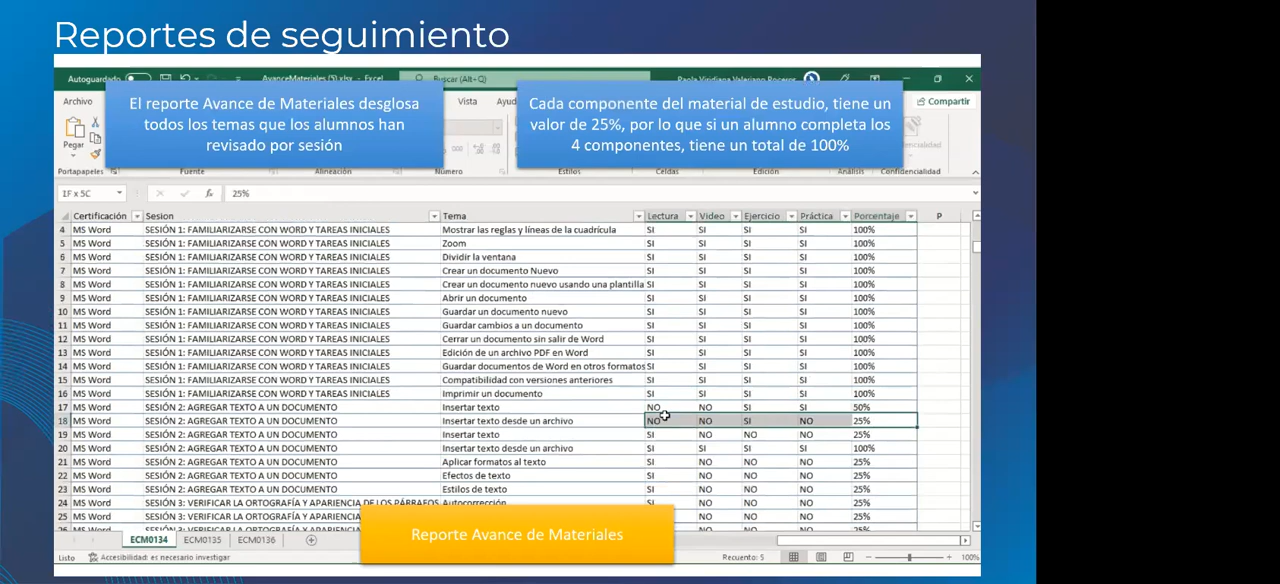 Reportes de seguimiento
Autoguardado AvanceMateriales (5).xlsx - Excel Buscar (Alt+Q)
El reporte Avance de Materiales desglosa
todos los temas que los alumnos han
revisado por sesión
Cada componente del material de estudio, tiene un
valor de 25%, por lo que si un alumno completa los
4 componentes, tiene un total de 100%
Archivo Vista Compartir
Pegar
Portapapeles Fuente Alineación Número Estilos Celdas Edición Análisis Confidencialidad
1F x 5C fx 25%
Certificación Sesion Tema Lectura Video Ejercicio Práctica Porcentaje P
4 MS Word SESIÓN 1: FAMILIARIZARSE CON WORD Y TAREAS INICIALES Mostrar las reglas y líneas de la cuadrícula SI SI SI SI 100%
5 MS Word SESIÓN 1: FAMILIARIZARSE CON WORD Y TAREAS INICIALES Zoom SI SI SI SI 100%
6 MS Word SESIÓN 1: FAMILIARIZARSE CON WORD Y TAREAS INICIALES Dividir la ventana SI SI SI SI 100%
7 MS Word SESIÓN 1: FAMILIARIZARSE CON WORD Y TAREAS INICIALES Crear un documento Nuevo SI SI SI SI 100%
8 MS Word SESIÓN 1: FAMILIARIZARSE CON WORD Y TAREAS INICIALES Crear un documento nuevo usando una plantilla SI SI SI SI 100%
9 MS Word SESIÓN 1: FAMILIARIZARSE CON WORD Y TAREAS INICIALES Abrir un documento SI SI SI SI 100%
10 MS Word SESIÓN 1: FAMILIARIZARSE CON WORD Y TAREAS INICIALES Guardar un documento nuevo SI SI SI SI 100%
11 MS Word SESIÓN 1: FAMILIARIZARSE CON WORD Y TAREAS INICIALES Guardar cambios a un documento SI SI SI SI 100%
12 MS Word SESIÓN 1: FAMILIARIZARSE CON WORD Y TAREAS INICIALES Cerrar un documento sin salir de Word SI SI SI SI 100%
13 MS Word SESIÓN 1: FAMILIARIZARSE CON WORD Y TAREAS INICIALES Edición de un archivo PDF en Word SI SI SI SI 100%
14 MS Word SESIÓN 1: FAMILIARIZARSE CON WORD Y TAREAS INICIALES Guardar documentos de Word en otros formatos SI SI SI SI 100%
15 MS Word SESIÓN 1: FAMILIARIZARSE CON WORD Y TAREAS INICIALES Compatibilidad con versiones anteriores SI SI SI SI 100%
16 MS Word SESIÓN 1: FAMILIARIZARSE CON WORD Y TAREAS INICIALES Imprimir un documento SI SI SI SI 100%
17 MS Word SESIÓN 2: AGREGAR TEXTO A UN DOCUMENTO Insertar texto NO NO SI SI 50%
18 MS Word SESIÓN 2: AGREGAR TEXTO A UN DOCUMENTO Insertar texto desde un archivo NO NO SI NO 25%
19 MS Word SESIÓN 2: AGREGAR TEXTO A UN DOCUMENTO Insertar texto SI NO NO NO 25%
20 MS Word SESIÓN 2: AGREGAR TEXTO A UN DOCUMENTO Insertar texto desde un archivo SI SI SI SI 100%
21 MS Word SESIÓN 2: AGREGAR TEXTO A UN DOCUMENTO Aplicar formatos al texto SI NO NO NO 25%
22 MS Word SESIÓN 2: AGREGAR TEXTO A UN DOCUMENTO Efectos de texto SI NO NO NO 25%
23 MS Word SESIÓN 2: AGREGAR TEXTO A UN DOCUMENTO Estilos de texto SI NO NO NO 25%
24 MS Word SESIÓN 3: VERIFICAR LA ORTOGRAFÍA Y APARIENCIA DE LOS PÁRRAFOS Autocorrección SI NO NO NO 25%
25 MS Word SESIÓN 3: VERIFICAR LA NO NO NO 25%
26 MS Word SESIÓN 3: VERIFICAR LA NO NO NO 25%
Reporte Avance de Materiales
ECM0134 ECM0135 ECM0136
Listo Accesibilidad: es necesario investigar Recuento: 5 100%